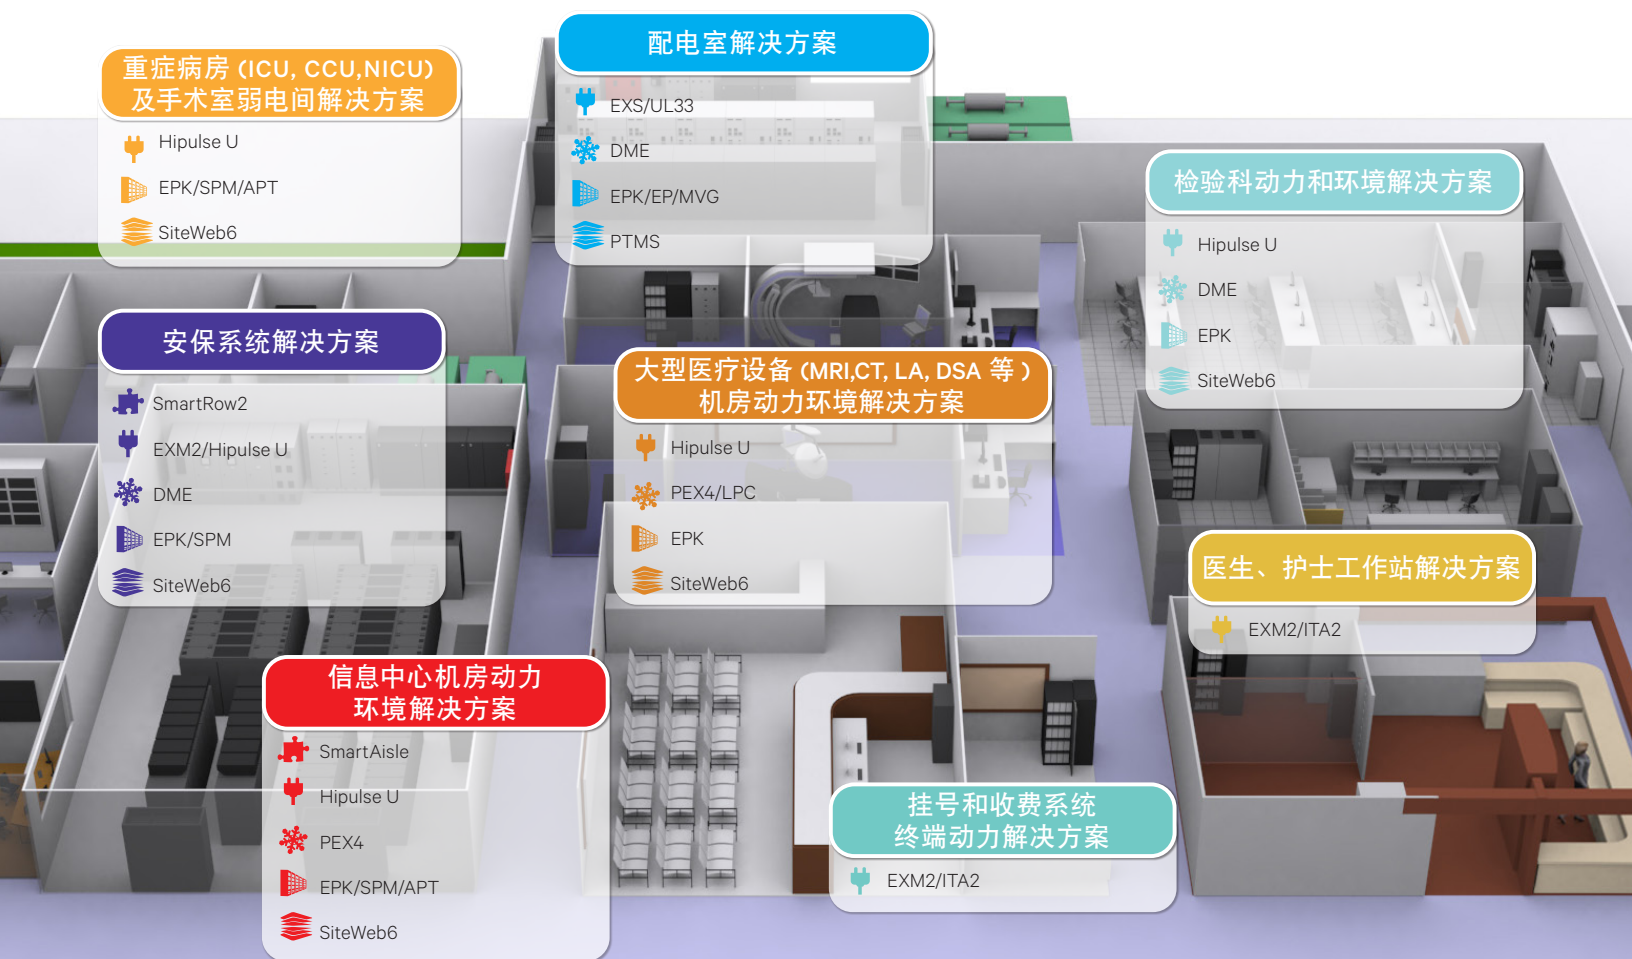 重症病房 (ICU, CCU,NICU)
及手术室弱电间解决方案
Hipulse U
EPK/SPM/APT
SiteWeb6
配电室解决方案
EXS/UL33
DME
EPK/EP/MVG
PTMS
检验科动力和环境解决方案
Hipulse U
DME
EPK
SiteWeb6
安保系统解决方案
SmartRow2
EXM2/Hipulse U
DME
EPK/SPM
SiteWeb6
大型医疗设备 (MRI,CT, LA, DSA 等 )
机房动力环境解决方案
Hipulse U
PEX4/LPC
EPK
SiteWeb6
医生、护士工作站解决方案
EXM2/ITA2
信息中心机房动力
环境解决方案
SmartAisle
Hipulse U
PEX4
EPK/SPM/APT
SiteWeb6
挂号和收费系统
终端动力解决方案
EXM2/ITA2